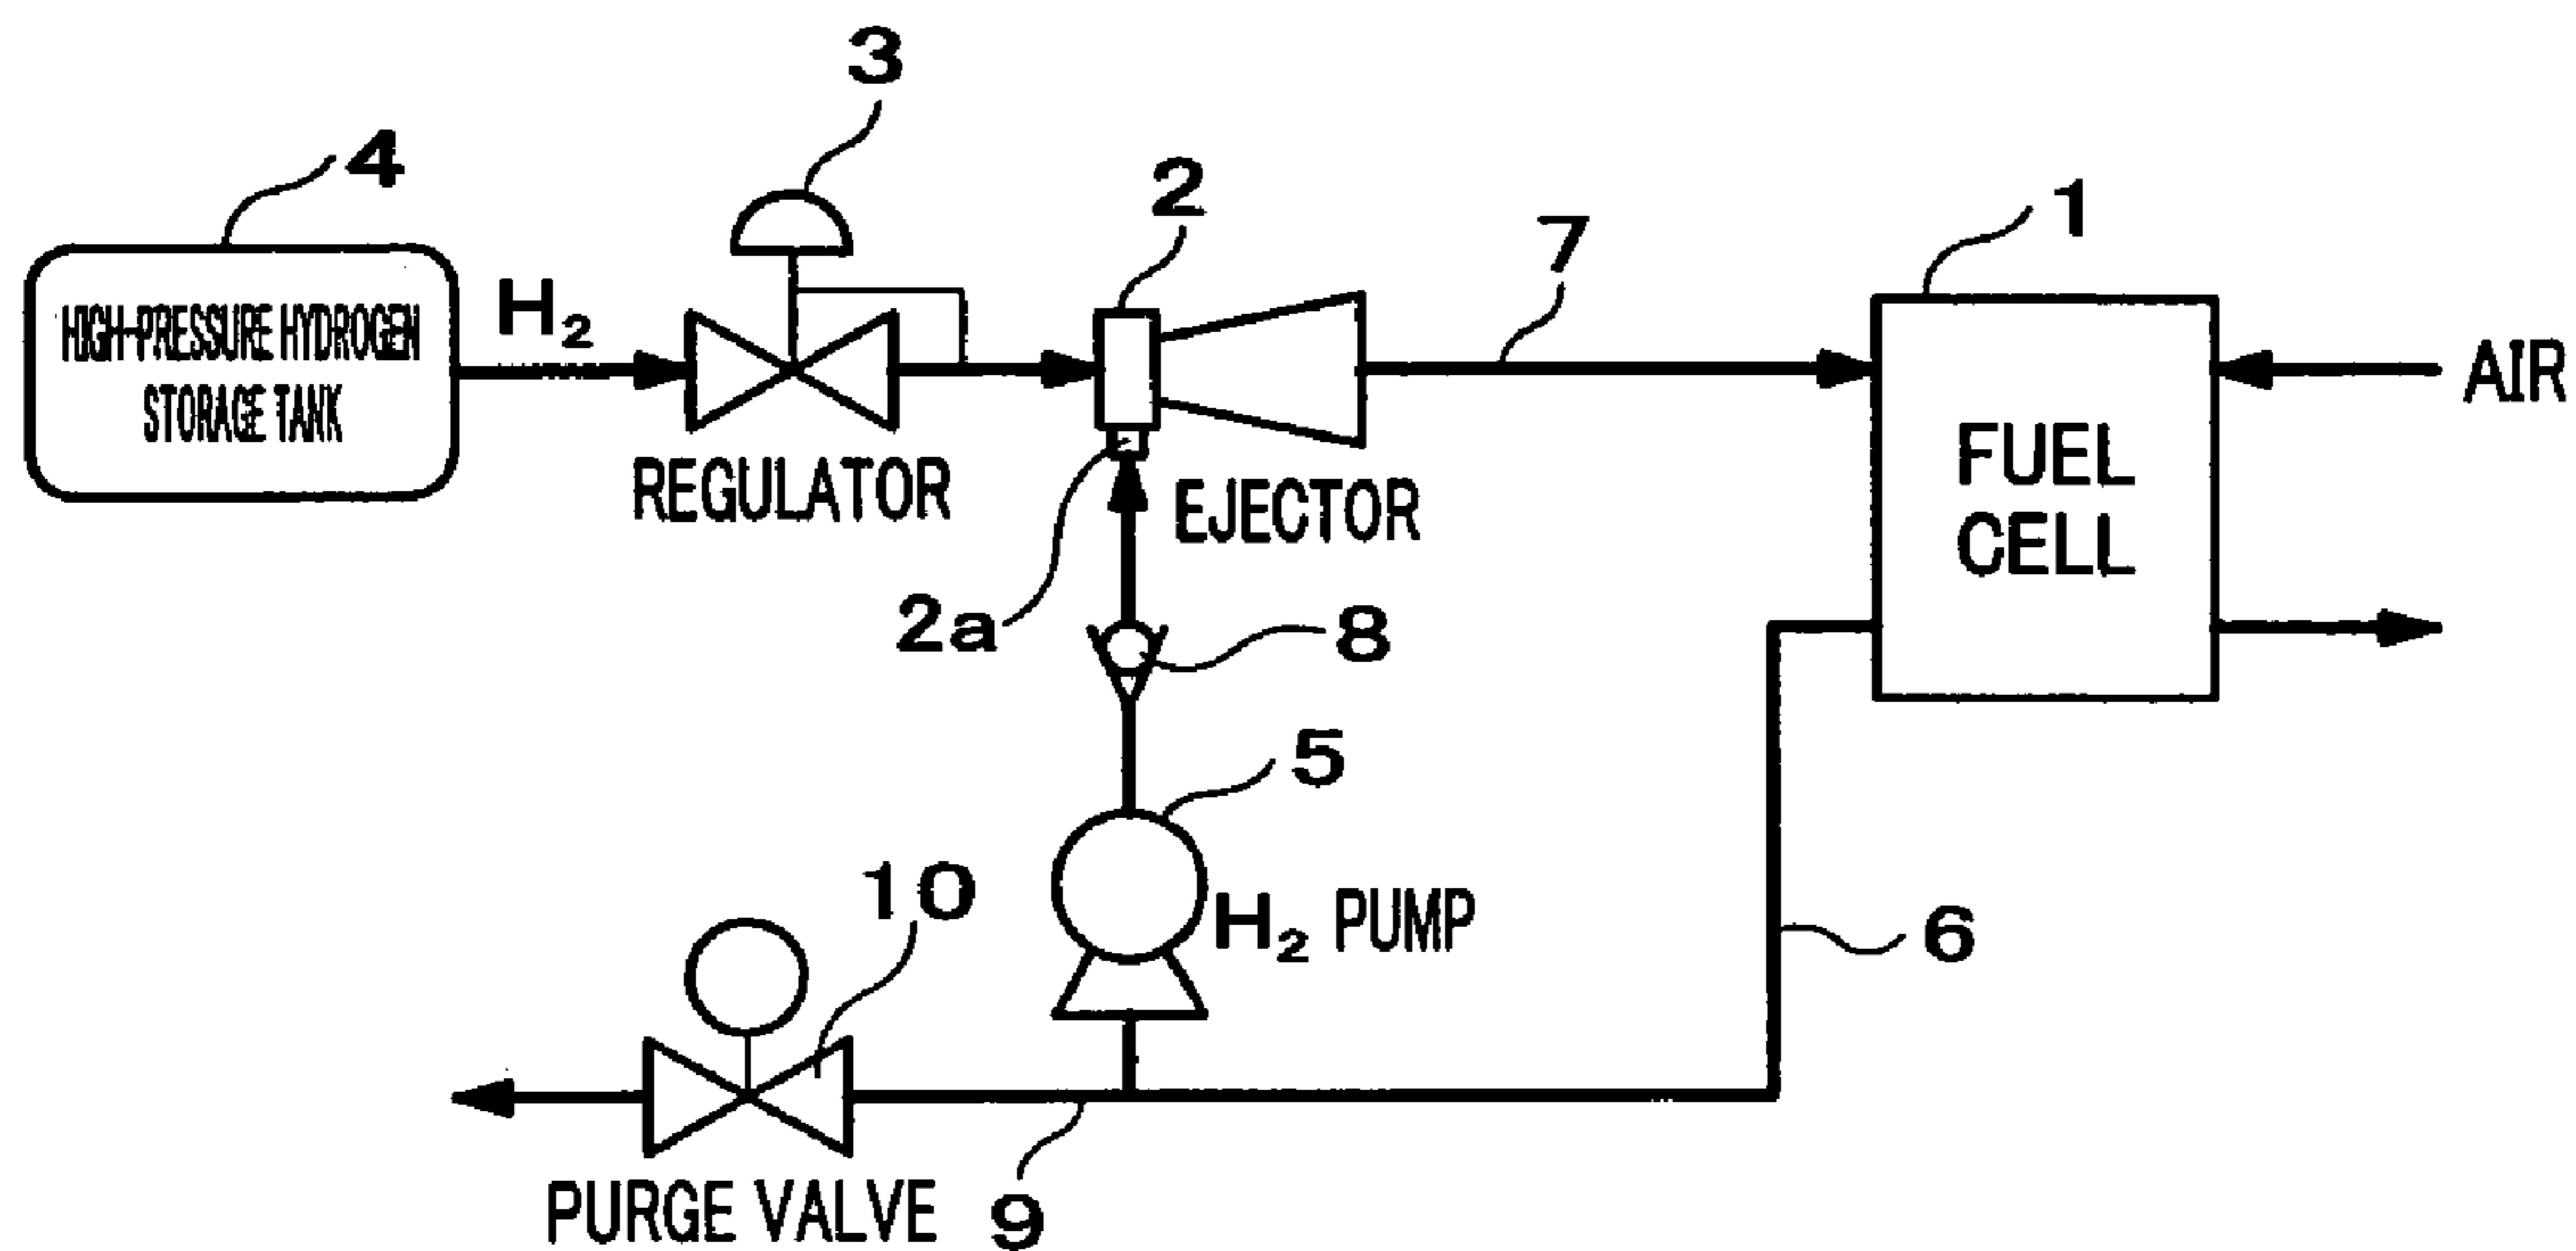 3
4
2
7
1
HIGH-PRESSURE HYDROGEN
STORAGE TANK
H₂
AIR
REGULATOR
EJECTOR
FUEL
CELL
2a
8
5
10
H₂ PUMP
6
PURGE VALVE
9